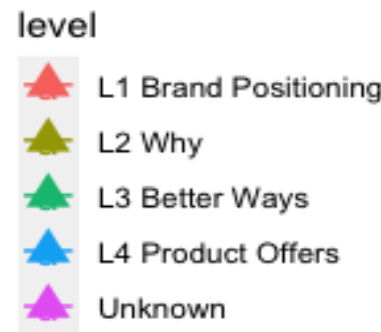 level
L1 Brand Positioning
L2 Why
L3 Better Ways
L4 Product Offers
Unknown